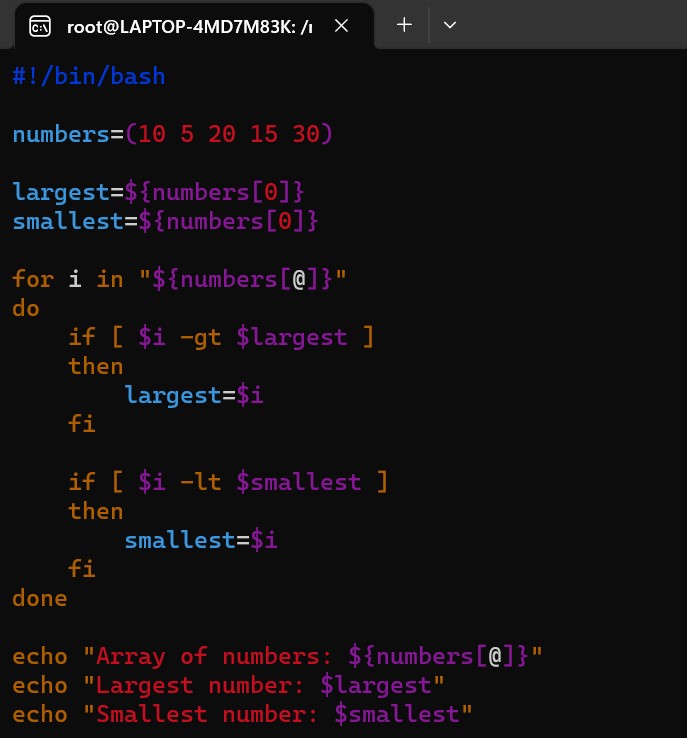 root@LAPTOP-4MD7M83K: /
#!/bin/bash
numbers=(10 5 20 15 30)
largest=${numbers[0]}
smallest=${numbers[0]}
for i in "${numbers[@]}"
do
    if [ $i -gt $largest ]
    then
        largest=$i
    fi
    if [ $i -lt $smallest ]
    then
        smallest=$i
    fi
done
echo "Array of numbers: ${numbers[@]}"
echo "Largest number: $largest"
echo "Smallest number: $smallest"